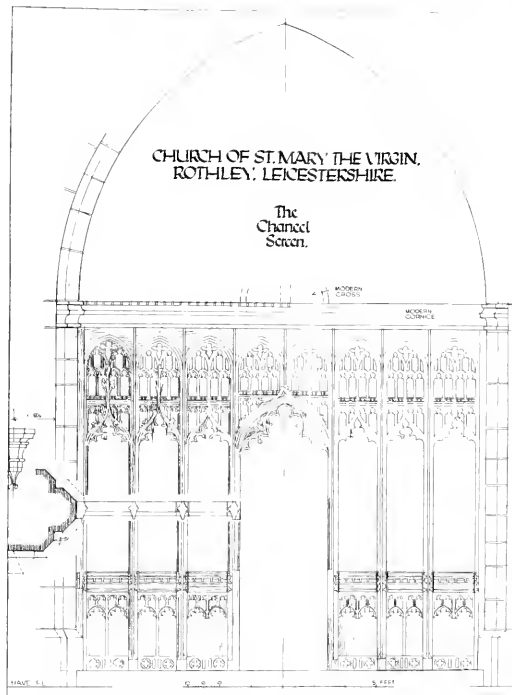 CHURCH OF ST. MARY THE VIRGIN.
ROTHLEY, LEICESTERSHIRE.
The
Chancel
Screen.
MODERN
CROSS
MODERN
CORNICE
5 FEET